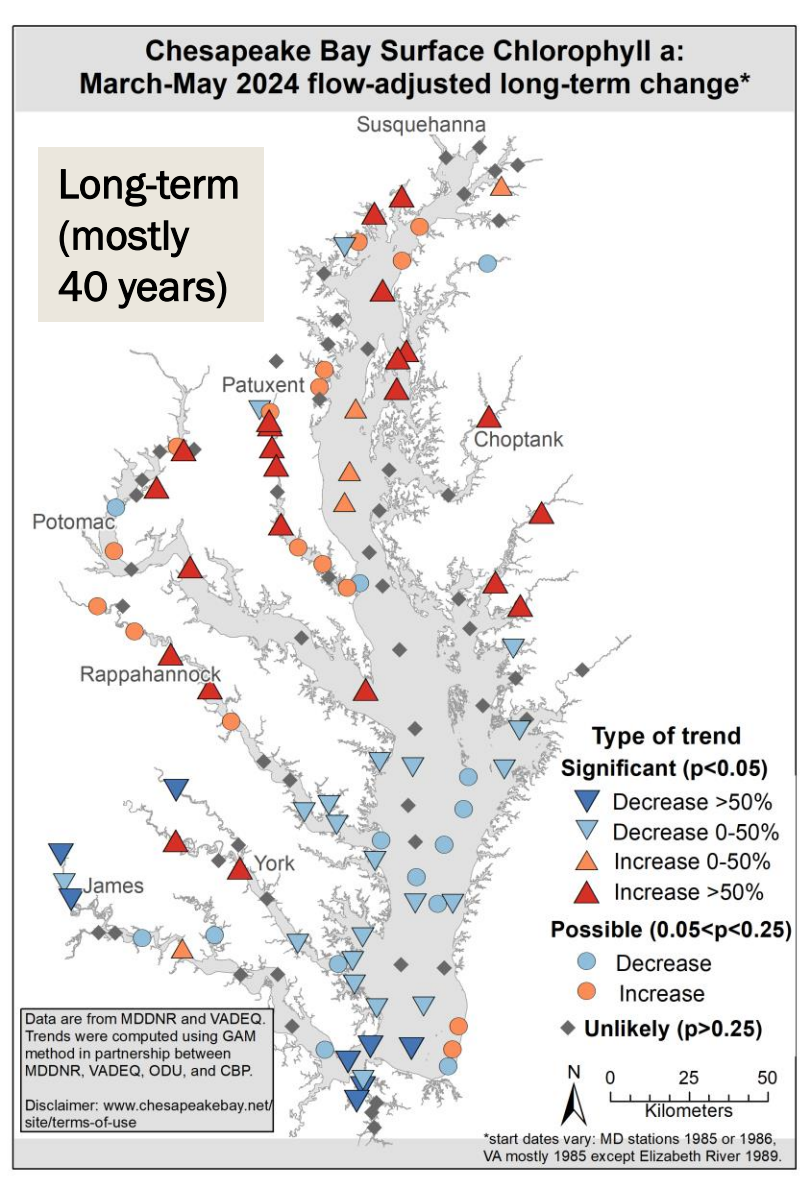 Chesapeake Bay Surface Chlorophyll a:
March-May 2024 flow-adjusted long-term change*
Susquehanna
Long-term
(mostly
40 years)
Patuxent
Choptank
Potomac
Rappahannock
York
James
Type of trend
Significant (p<0.05)
Decrease >50%
Decrease 0-50%
Increase 0-50%
Increase >50%
Possible (0.05<p<0.25)
Decrease
Increase
Unlikely (p>0.25)
Data are from MDDNR and VADEQ.
Trends were computed using GAM
method in partnership between
MDDNR, VADEQ, ODU, and CBP.
Disclaimer: www.chesapeakebay.net/
site/terms-of-use
N
0 25 50
Kilometers
*start dates vary: MD stations 1985 or 1986,
VA mostly 1985 except Elizabeth River 1989.